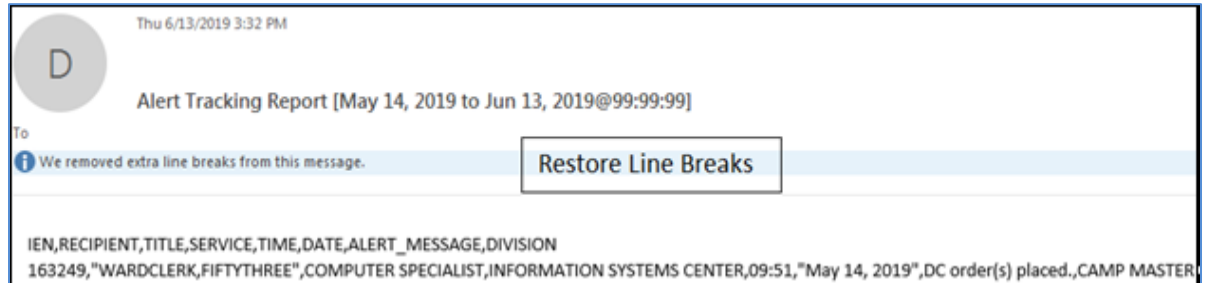 Thu 6/13/2019 3:32 PM
D
Alert Tracking Report [May 14, 2019 to Jun 13, 2019@99:99:99]
To
We removed extra line breaks from this message.
Restore Line Breaks
IEN,RECIPIENT,TITLE,SERVICE,TIME,DATE,ALERT_MESSAGE,DIVISION
163249,"WARDCLERK,FIFTYTHREE",COMPUTER SPECIALIST,INFORMATION SYSTEMS CENTER,09:51,"May 14, 2019",DC order(s) placed.,CAMP MASTER